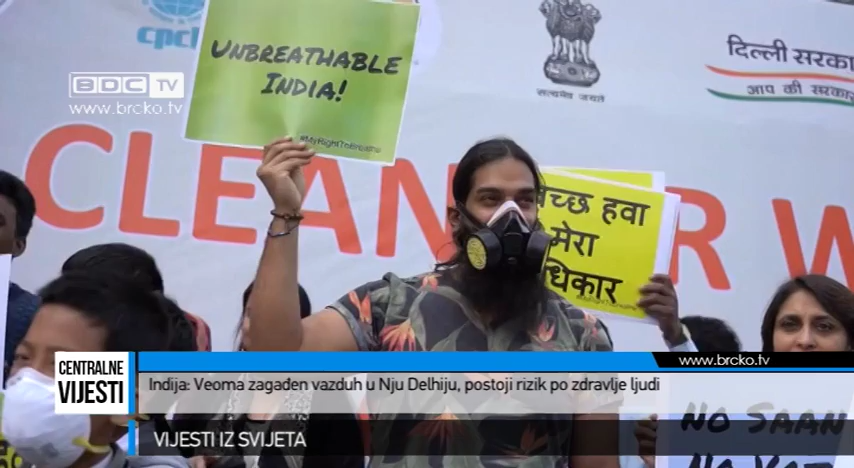 cpcb
UNBREATHABLE
INDIA!
#MyRightToBreathe
सत्यमेव जयते
दिल्ली सरकार
आप की सरकार
BDC TV
www.brcko.tv
CLEAN
हवा
मेरा
W
www.brcko.tv
CENTRALNE
VIJESTI
Indija: Veoma zagađen vazduh u Nju Delhiju, postoji rizik po zdravlje ljudi
VIJESTI IZ SVIJETA
NO SAAN